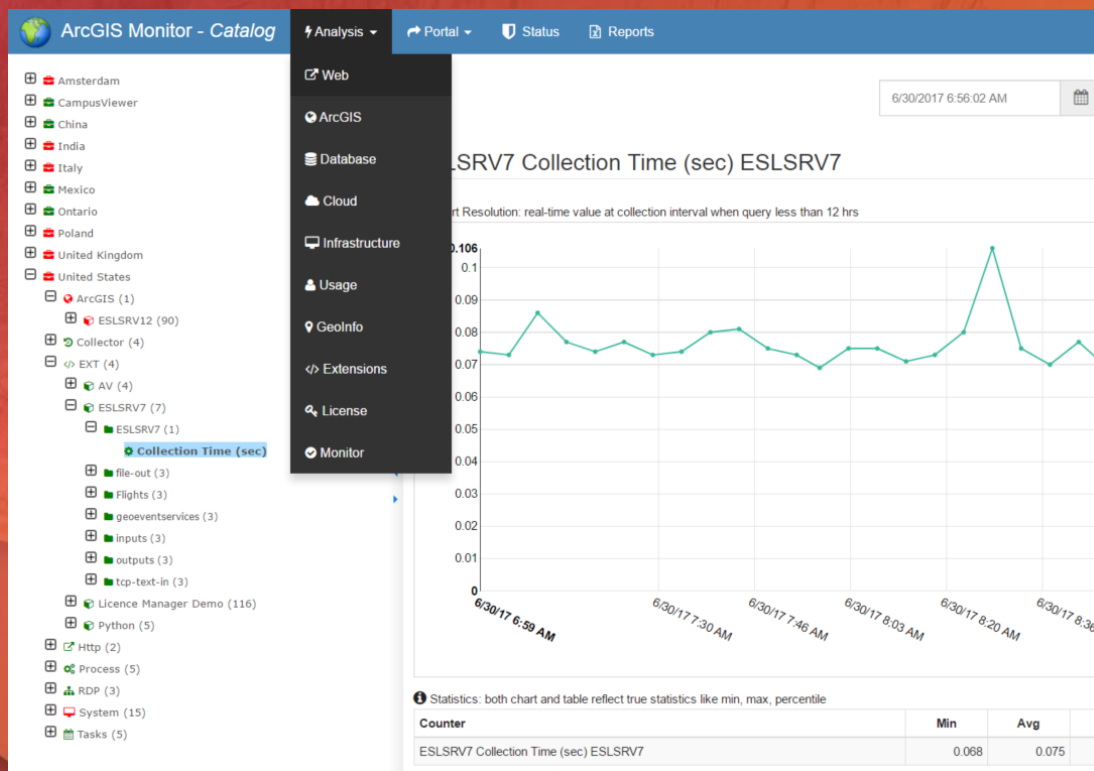 ArcGIS Monitor - Catalog
Analysis
Portal
Status
Reports
Web
ArcGIS
Database
Cloud
Infrastructure
Usage
GeoInfo
Extensions
License
Monitor
Amsterdam
CampusViewer
China
India
Italy
Mexico
Ontario
Poland
United Kingdom
United States
ArcGIS (1)
ESLSRV12 (90)
Collector (4)
EXT (4)
AV (4)
ESLSRV7 (7)
ESLSRV7 (1)
Collection Time (sec)
file-out (3)
Flights (3)
geoeventservices (3)
inputs (3)
outputs (3)
tcp-text-in (3)
Licence Manager Demo (116)
Python (5)
Http (2)
Process (5)
RDP (3)
System (15)
Tasks (5)
6/30/2017 6:56:02 AM
LSRV7 Collection Time (sec) ESLSRV7
rt Resolution: real-time value at collection interval when query less than 12 hrs
0.106
0.1
0.09
0.08
0.07
0.06
0.05
0.04
0.03
0.02
0.01
0
6/30/17 6:59 AM
6/30/17 7:30 AM
6/30/17 7:46 AM
6/30/17 8:03 AM
6/30/17 8:20 AM
6/30/17 8:36
Statistics: both chart and table reflect true statistics like min, max, percentile
Counter Min Avg
ESLSRV7 Collection Time (sec) ESLSRV7 0.068 0.075